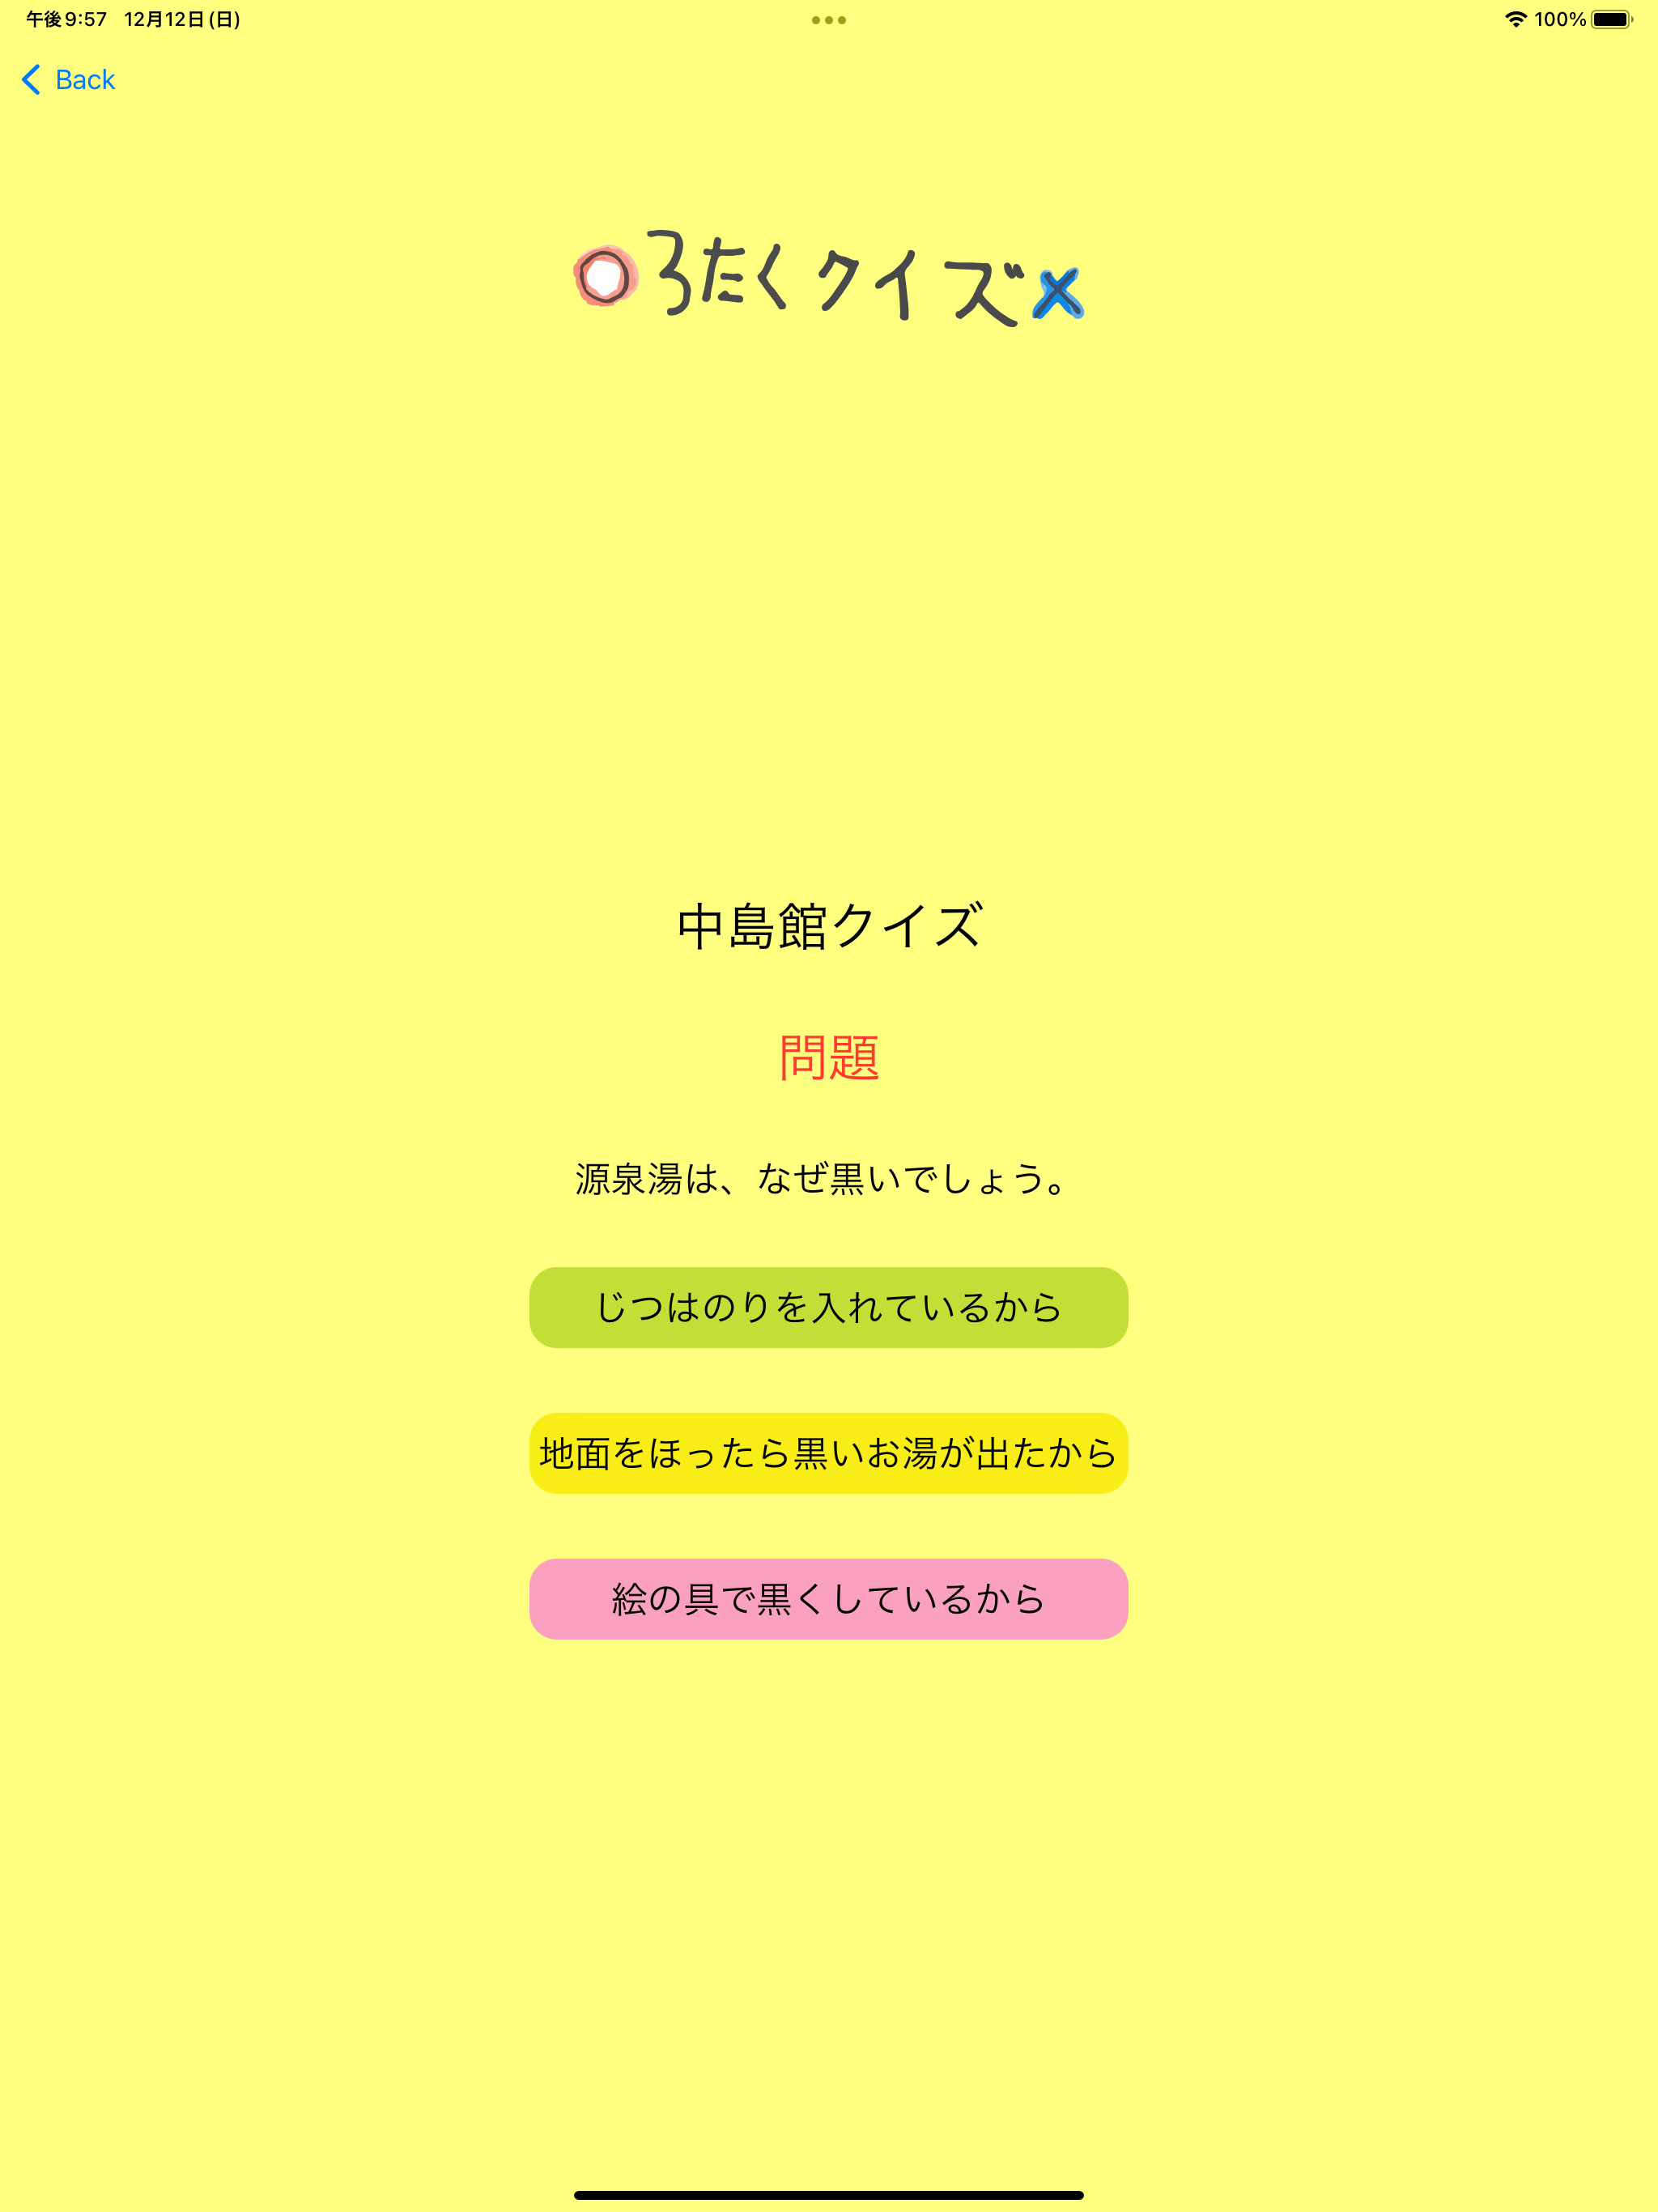 午後9:57 12月12日(日)
100%
Back
3たくクイズ
中島館クイズ
問題
源泉湯は、なぜ黒いでしょう。
じつはのりを入れているから
地面をほったら黒いお湯が出たから
絵の具で黒くしているから